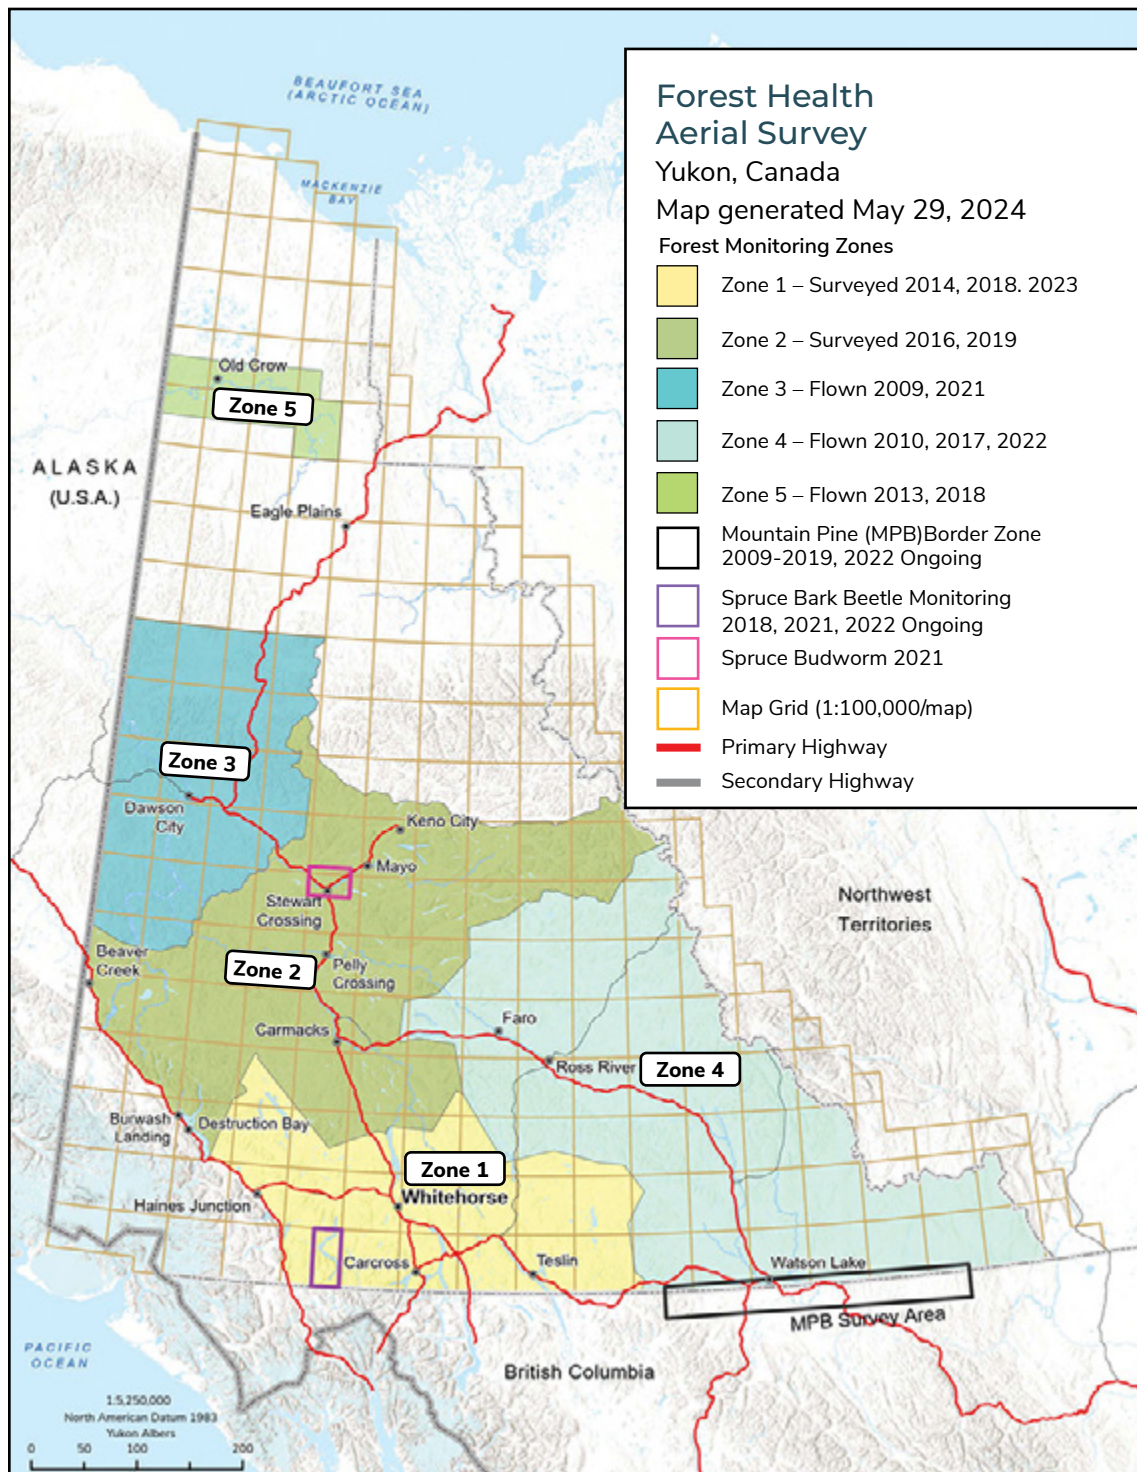 BEAUFORT SEA
(ARCTIC OCEAN)
MACKENZIE
BAY
Forest Health
Aerial Survey
Yukon, Canada
Map generated May 29, 2024
Forest Monitoring Zones
Zone 1 – Surveyed 2014, 2018. 2023
Zone 2 – Surveyed 2016, 2019
Zone 3 – Flown 2009, 2021
Zone 4 – Flown 2010, 2017, 2022
Zone 5 – Flown 2013, 2018
Mountain Pine (MPB)Border Zone
2009-2019, 2022 Ongoing
Spruce Bark Beetle Monitoring
2018, 2021, 2022 Ongoing
Spruce Budworm 2021
Map Grid (1:100,000/map)
Primary Highway
Secondary Highway
Old Crow
Zone 5
ALASKA
(U.S.A.)
Eagle Plains
Zone 3
Dawson
City
Keno City
Mayo
Stewart
Crossing
Northwest
Territories
Beaver
Creek
Zone 2
Pelly
Crossing
Carmacks
Faro
Ross River
Zone 4
Burwash
Landing
Destruction Bay
Zone 1
Whitehorse
Haines Junction
Carcross
Teslin
Watson Lake
MPB Survey Area
PACIFIC
OCEAN
British Columbia
1:5,250,000
North American Datum 1983
Yukon Albers
0 50 100 200